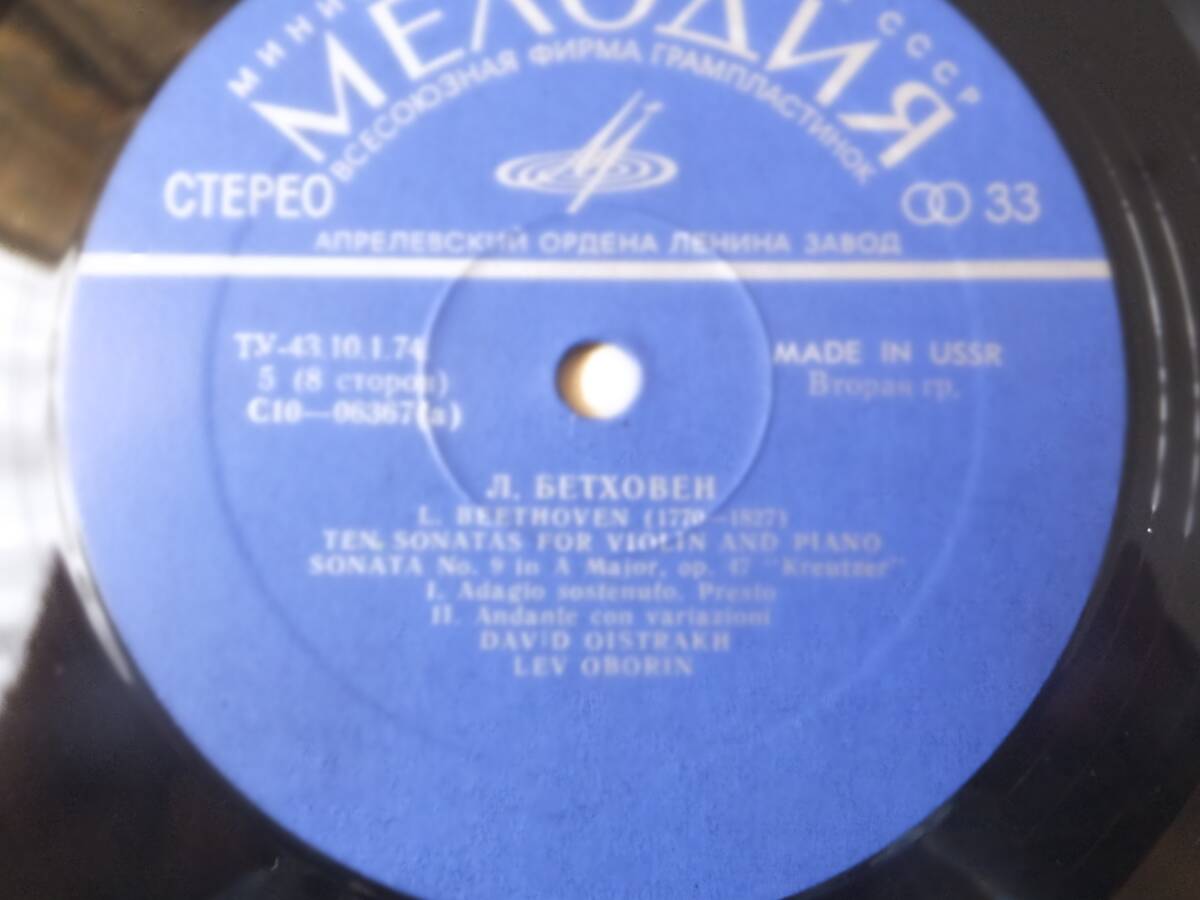 СССР
МЕЛОДИЯ
ВСЕСОЮЗНАЯ ФИРМА ГРАМПЛАСТИНОК
СТЕРЕО
33
АПРЕЛЕВСКИЙ ОРДЕНА ЛЕНИНА ЗАВОД
ТУ-43.10.1.74
5 (8 сторон)
С10—06367(а)
MADE IN USSR
Вторая гр.
Л. БЕТХОВЕН
L. BEETHOVEN (1770—1827)
TEN SONATAS FOR VIOLIN AND PIANO
SONATA No. 9 in A Major, op. 47 "Kreutzer"
I. Adagio sostenuto. Presto
II. Andante con variazioni
DAVID OISTRAKH
LEV OBORIN